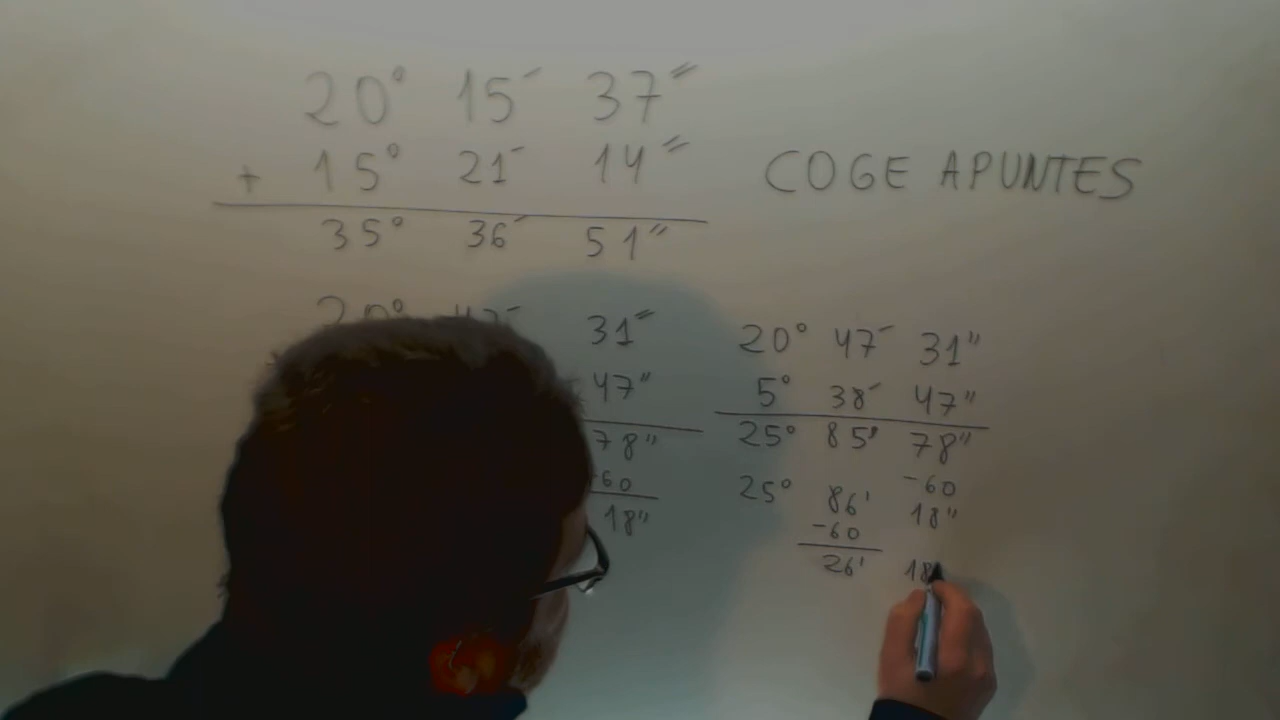 20° 15´ 37´´
+ 15° 21´ 14´´
35° 36´ 51´´
COGE APUNTES
20° 31´´
47´´
78´´
-60
18´´
20° 47´ 31´´
5° 38´ 47´´
25° 85' 78´´
-60
25° 86' 18´´
-60
26' 18